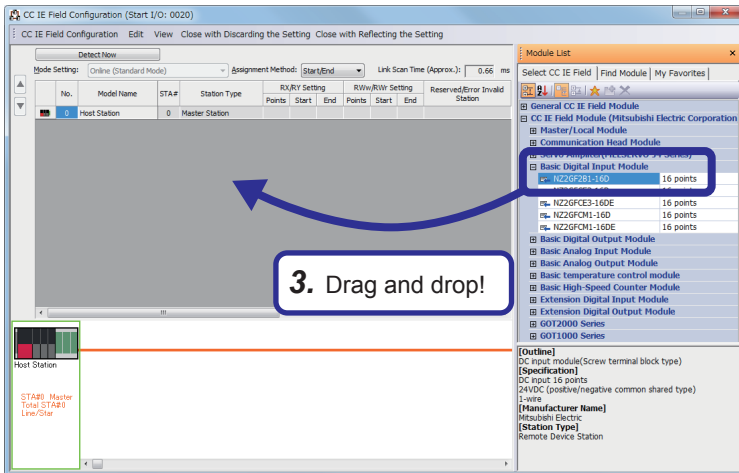 CC IE Field Configuration (Start I/O: 0020)
CC IE Field Configuration Edit View Close with Discarding the Setting Close with Reflecting the Setting
Detect Now
Mode Setting: Online (Standard Mode) Assignment Method: Start/End Link Scan Time (Approx.): 0.66 ms
No. Model Name STA# Station Type RX/RY Setting RWw/RWr Setting Reserved/Error Invalid Station
Points Start End Points Start End
0 Host Station 0 Master Station
3. Drag and drop!
Host Station
STA#0 Master
Total STA#0
Line/Star
Module List
Select CC IE Field Find Module My Favorites
General CC IE Field Module
CC IE Field Module (Mitsubishi Electric Corporation
Master/Local Module
Communication Head Module
Basic Digital Input Module
NZ2GF2B1-16D 16 points
NZ2GFCE3-16DE 16 points
NZ2GFCM1-16D 16 points
NZ2GFCM1-16DE 16 points
Basic Digital Output Module
Basic Analog Input Module
Basic Analog Output Module
Basic temperature control module
Basic High-Speed Counter Module
Extension Digital Input Module
Extension Digital Output Module
GOT2000 Series
GOT1000 Series
[Outline]
DC input module(Screw terminal block type)
[Specification]
DC input 16 points
24VDC (positive/negative common shared type)
1-wire
[Manufacturer Name]
Mitsubishi Electric
[Station Type]
Remote Device Station